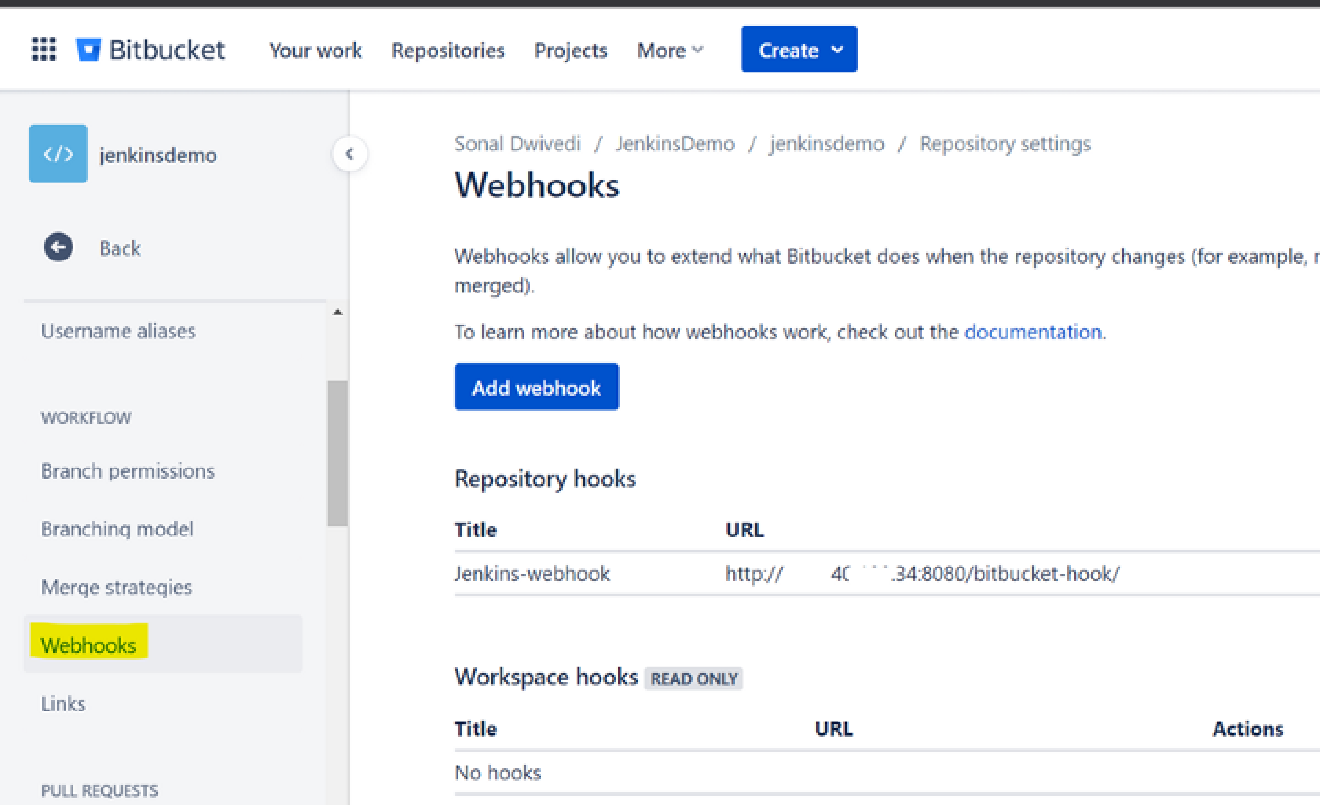 Bitbucket Your work Repositories Projects More Create
jenkinsdemo
Back
Username aliases
WORKFLOW
Branch permissions
Branching model
Merge strategies
Webhooks
Links
PULL REQUESTS
Sonal Dwivedi / JenkinsDemo / jenkinsdemo / Repository settings
Webhooks
Webhooks allow you to extend what Bitbucket does when the repository changes (for example,
merged).
To learn more about how webhooks work, check out the documentation.
Add webhook
Repository hooks
Title URL
Jenkins-webhook http:// .34:8080/bitbucket-hook/
Workspace hooks READ ONLY
Title URL Actions
No hooks